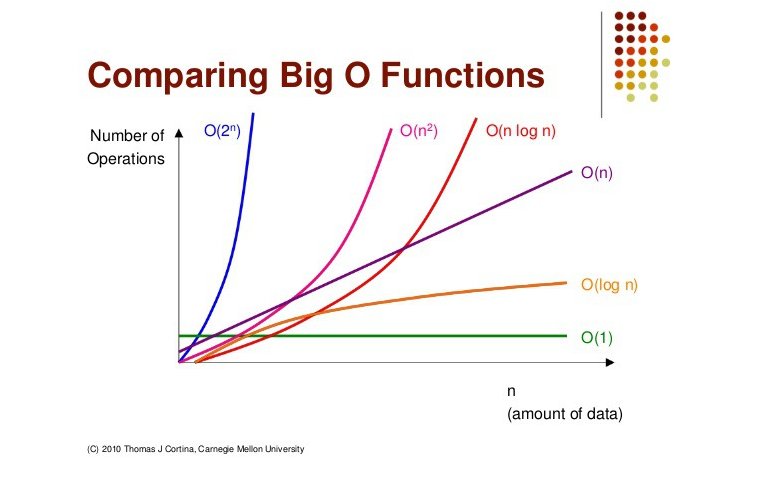 Comparing Big O Functions
Number of
Operations
O(2ⁿ)
O(n²)
O(n log n)
O(n)
O(log n)
O(1)
n
(amount of data)
(C) 2010 Thomas J Cortina, Carnegie Mellon University